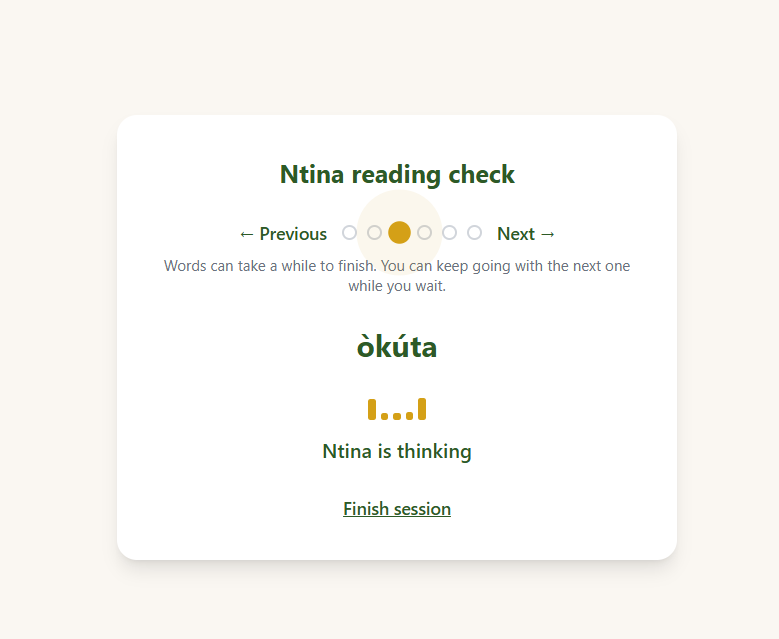 Ntina reading check
← Previous Next →
Words can take a while to finish. You can keep going with the next one
while you wait.
òkúta
Ntina is thinking
Finish session